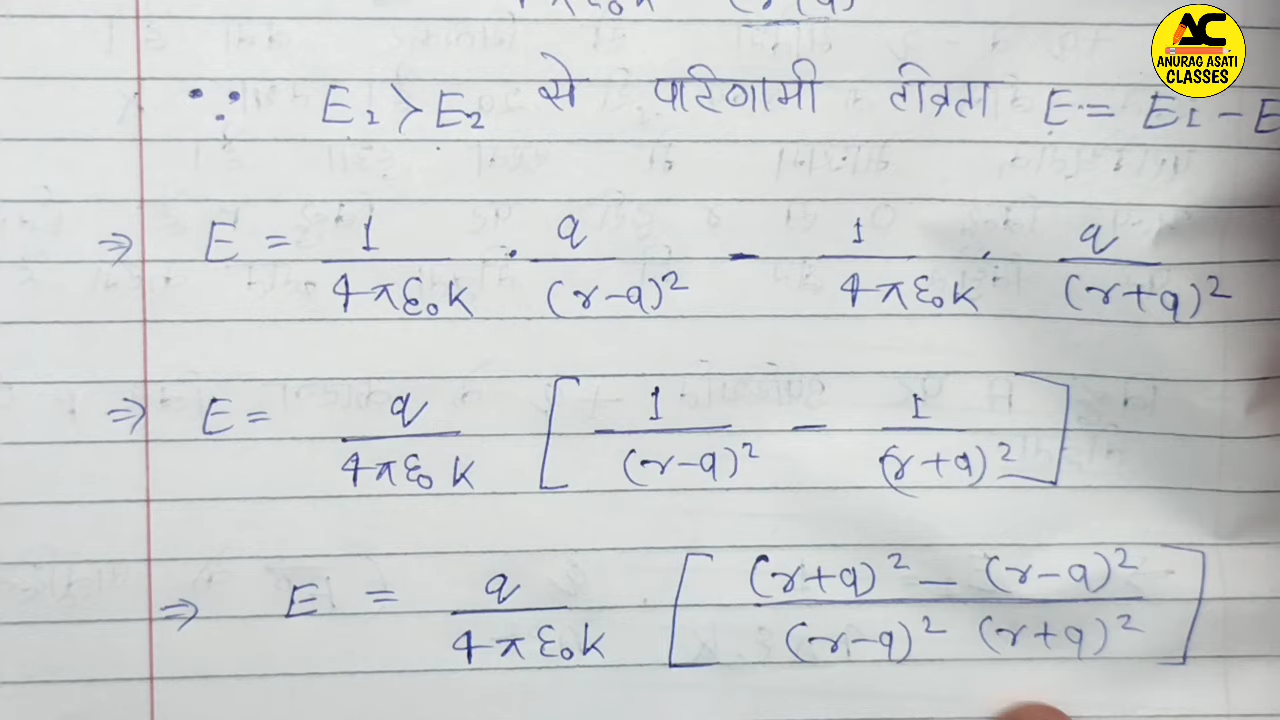 4πε₀K (r+a)
AC
ANURAG ASATI
CLASSES
∵ E₁ > E₂ से परिणामी तीव्रता E = E₁ - E
⇒ E = 1/4πε₀K · q/(r-a)² - 1/4πε₀K · q/(r+a)²
⇒ E = q/4πε₀K [1/(r-a)² - 1/(r+a)²]
⇒ E = q/4πε₀K [(r+a)² - (r-a)²/(r-a)² (r+a)²]